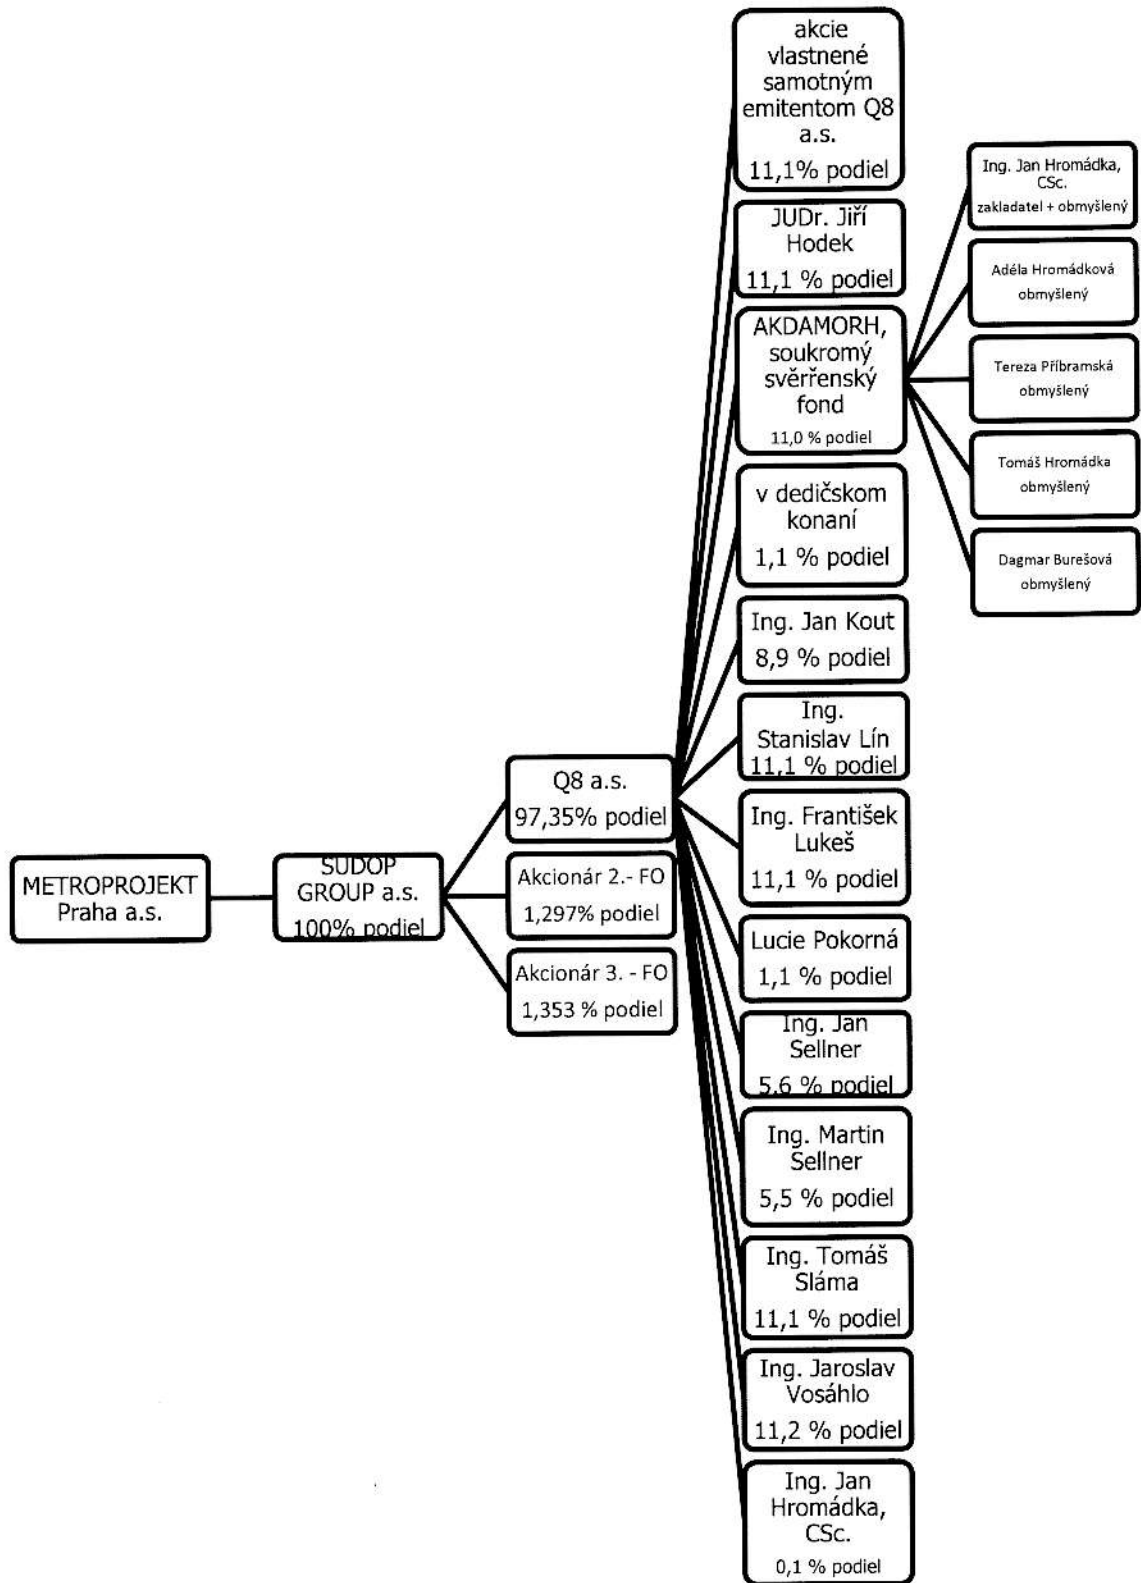 METROPROJEKT
Praha a.s.
SUDOP
GROUP a.s.
100% podiel
Q8 a.s.
97,35% podiel
Akcionár 2.- FO
1,297% podiel
Akcionár 3. - FO
1,353 % podiel
akcie
vlastnené
samotným
emitentom Q8
a.s.
11,1% podiel
JUDr. Jiří
Hodek
11,1 % podiel
AKDAMORH,
soukromý
svěrřenský
fond
11,0 % podiel
v dedičskom
konaní
1,1 % podiel
Ing. Jan Kout
8,9 % podiel
Ing.
Stanislav Lín
11,1 % podiel
Ing. František
Lukeš
11,1 % podiel
Lucie Pokorná
1,1 % podiel
Ing. Jan
Sellner
5,6 % podiel
Ing. Martin
Sellner
5,5 % podiel
Ing. Tomáš
Sláma
11,1 % podiel
Ing. Jaroslav
Vosáhlo
11,2 % podiel
Ing. Jan
Hromádka,
CSc.
0,1 % podiel
Ing. Jan Hromádka,
CSc.
zakladatel + obmyšlený
Adéla Hromádková
obmyšlený
Tereza Příbramská
obmyšlený
Tomáš Hromádka
obmyšlený
Dagmar Burešová
obmyšlený